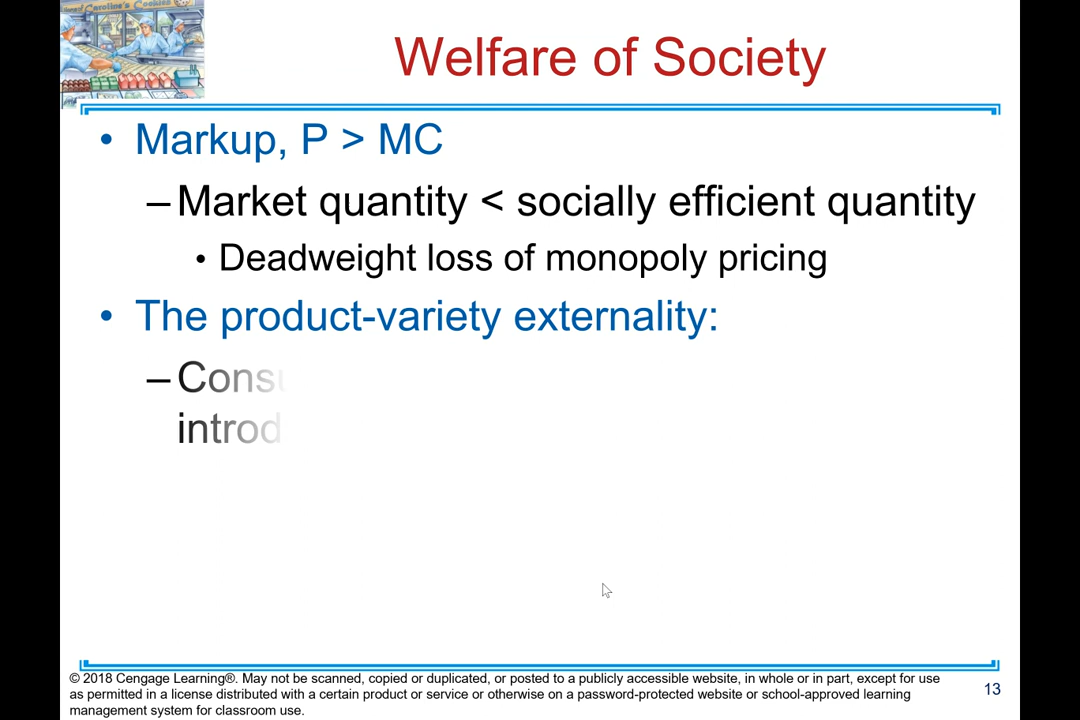 Welfare of Society
• Markup, P > MC
– Market quantity < socially efficient quantity
• Deadweight loss of monopoly pricing
• The product-variety externality:
–
© 2018 Cengage Learning®. May not be scanned, copied or duplicated, or posted to a publicly accessible website, in whole or in part, except for use
as permitted in a license distributed with a certain product or service or otherwise on a password-protected website or school-approved learning
management system for classroom use.
13